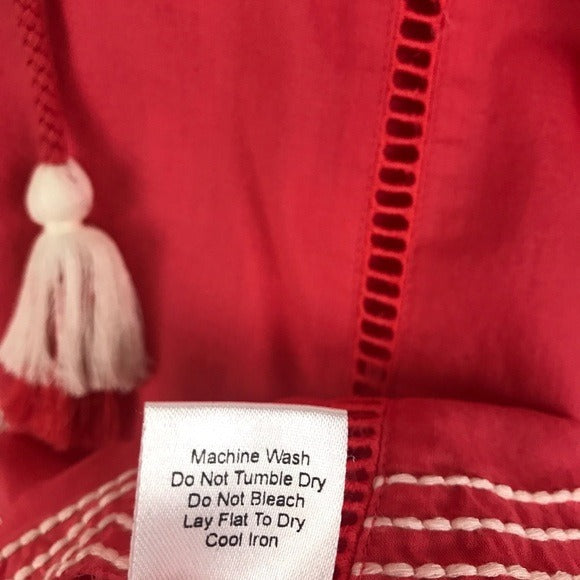 Machine Wash
Do Not Tumble Dry
Do Not Bleach
Lay Flat To Dry
Cool Iron